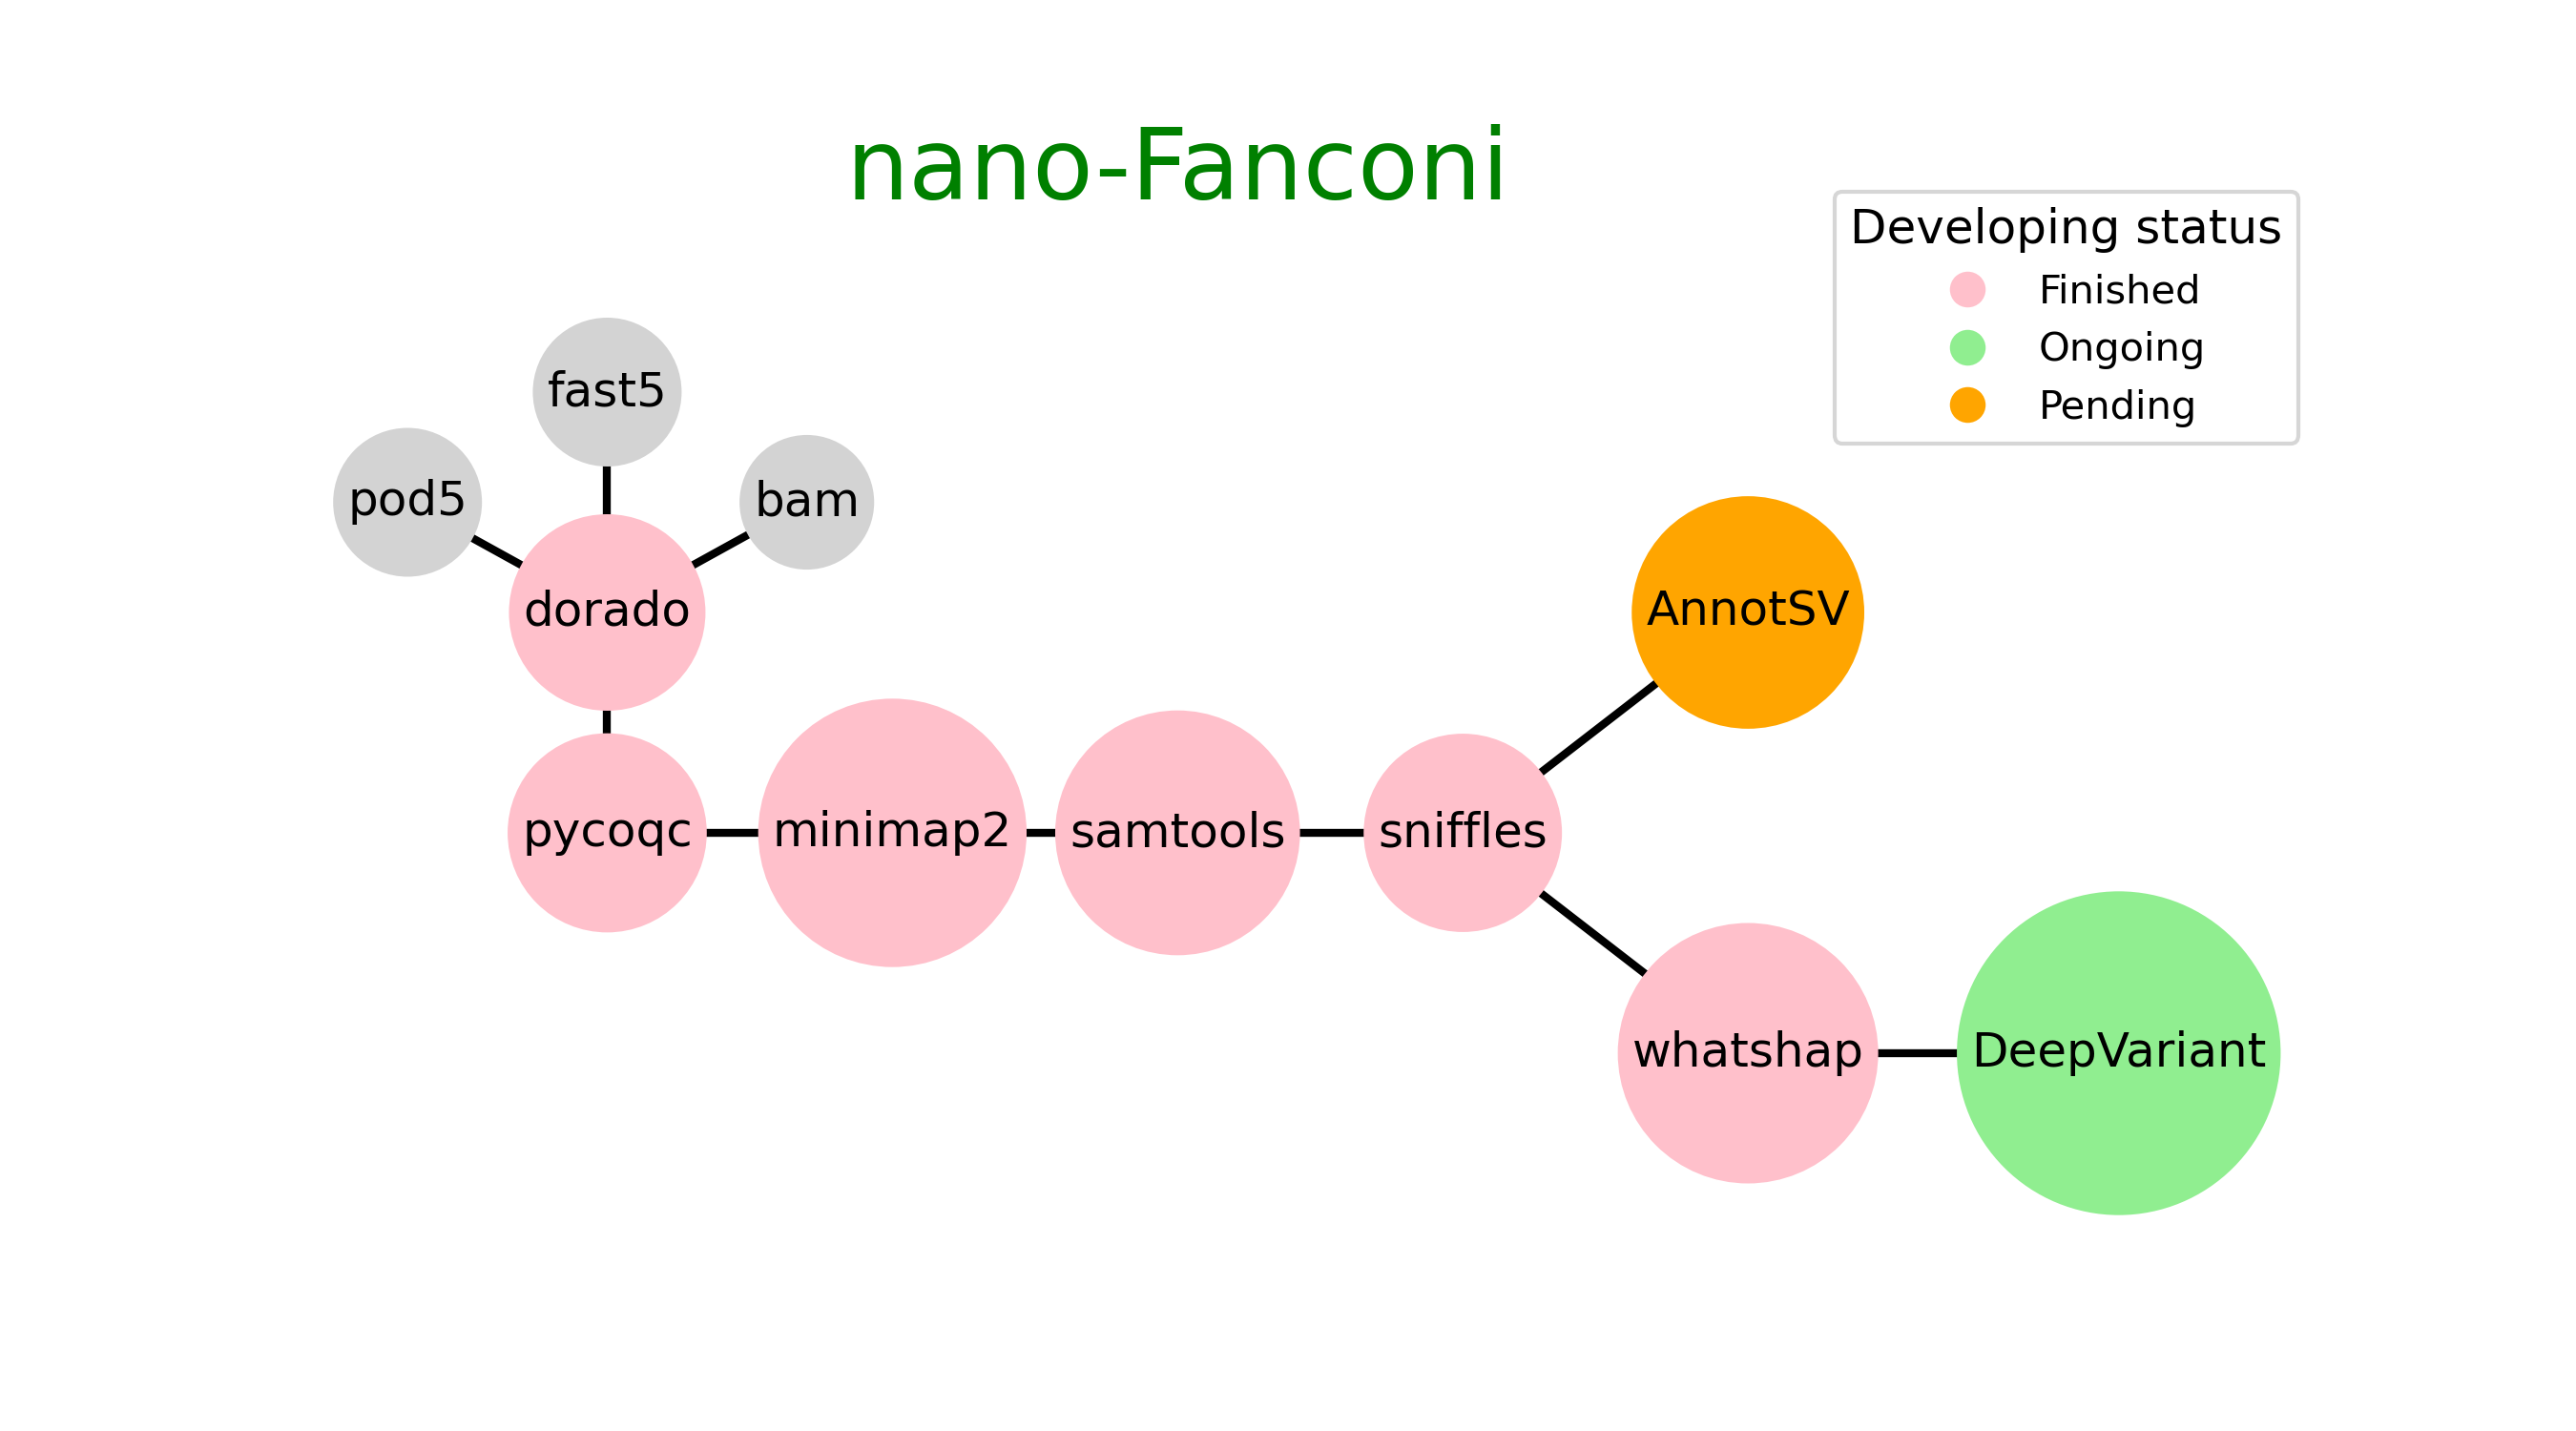 nano-Fanconi
Developing status
Finished
Ongoing
Pending
fast5
pod5
bam
dorado
AnnotSV
pycoqc
minimap2
samtools
sniffles
whatshap
DeepVariant